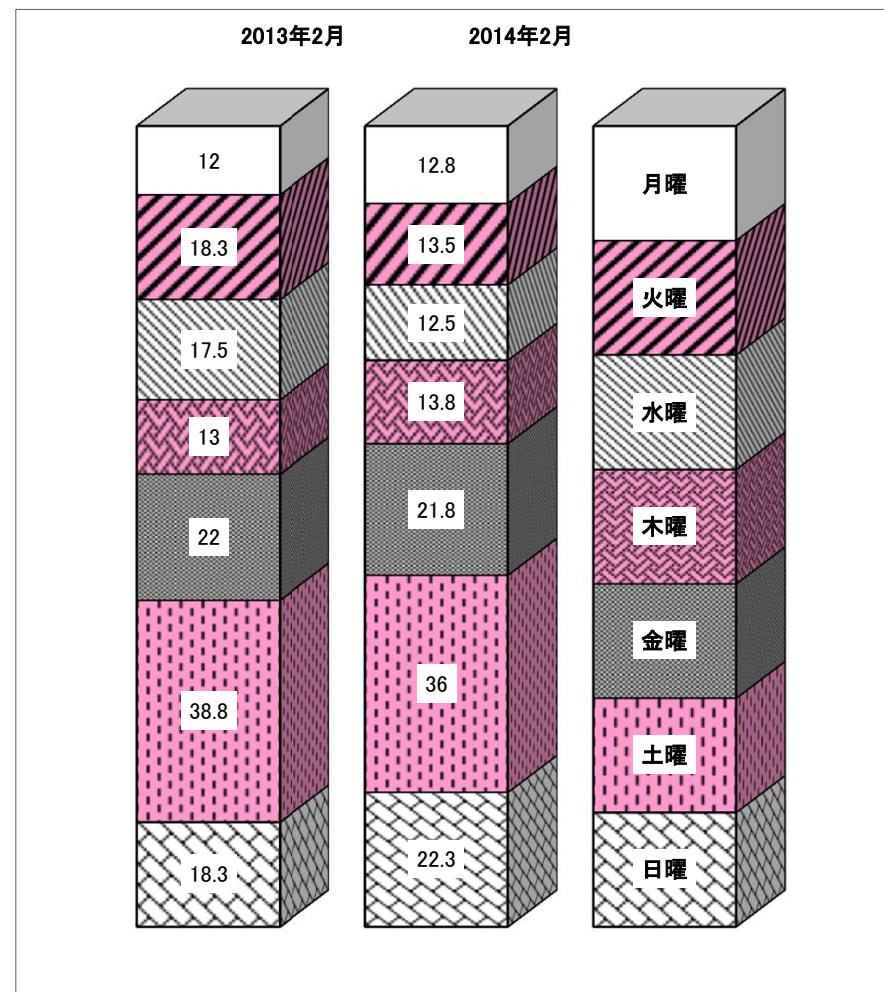 2013年2月 2014年2月
12 12.8 月曜
18.3 13.5 火曜
17.5 12.5 水曜
13 13.8 木曜
22 21.8 金曜
38.8 36 土曜
18.3 22.3 日曜